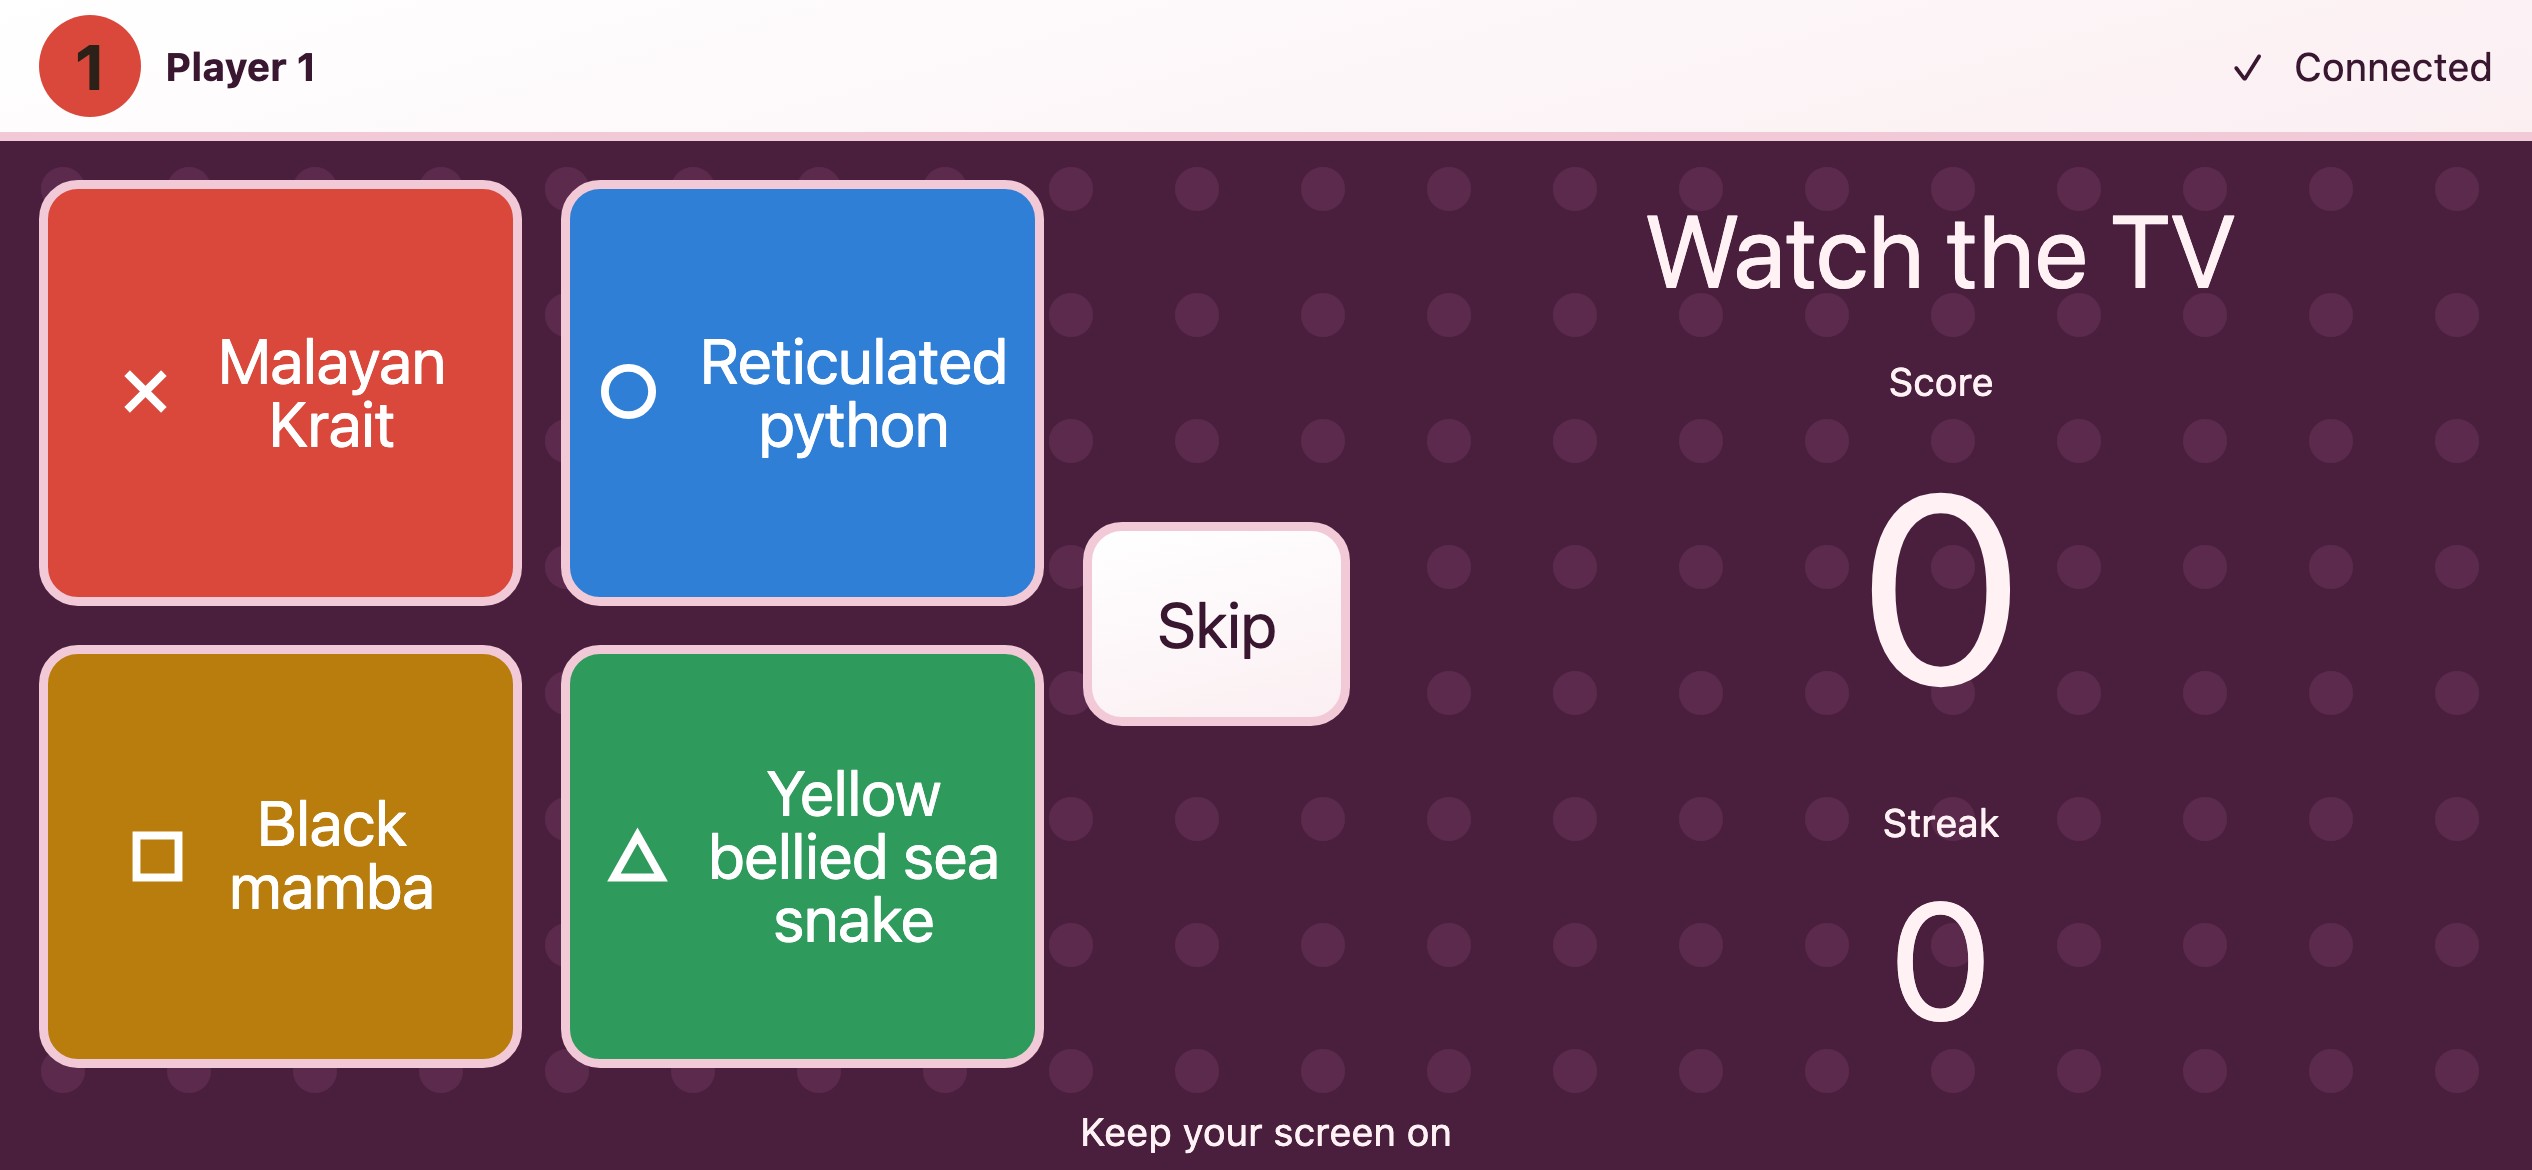 1 Player 1
✓ Connected
Malayan
Krait
Reticulated
python
Black
mamba
Yellow
bellied sea
snake
Skip
Watch the TV
Score
0
Streak
0
Keep your screen on